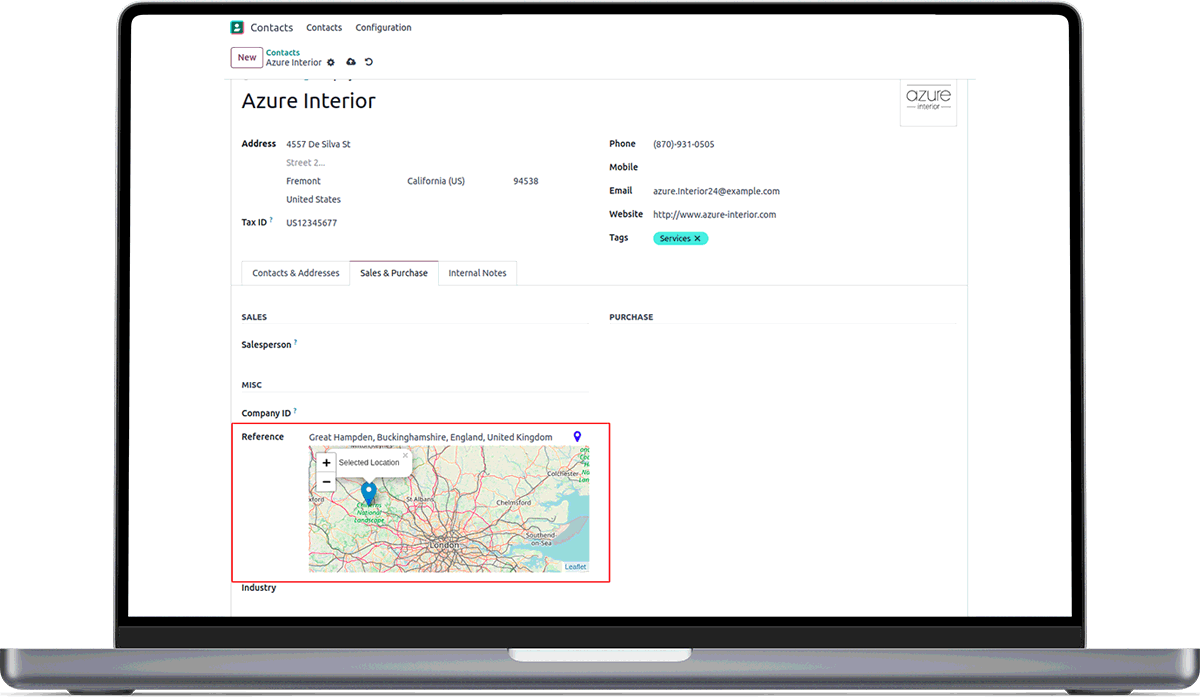 Contacts Contacts Configuration
New Contacts
Azure Interior
Azure Interior
azure
interior
Address 4557 De Silva St
Street 2...
Fremont California (US) 94538
United States
Tax ID ? US12345677
Phone (870)-931-0505
Mobile
Email azure.Interior24@example.com
Website http://www.azure-interior.com
Tags Services ✕
Contacts & Addresses Sales & Purchase Internal Notes
SALES PURCHASE
Salesperson ?
MISC
Company ID ?
Reference Great Hampden, Buckinghamshire, England, United Kingdom
+ Selected Location ×
−
Colchester
St Albans
Chelmsford
National
Landscape
Southend
-on-Sea
London
Leaflet
Industry